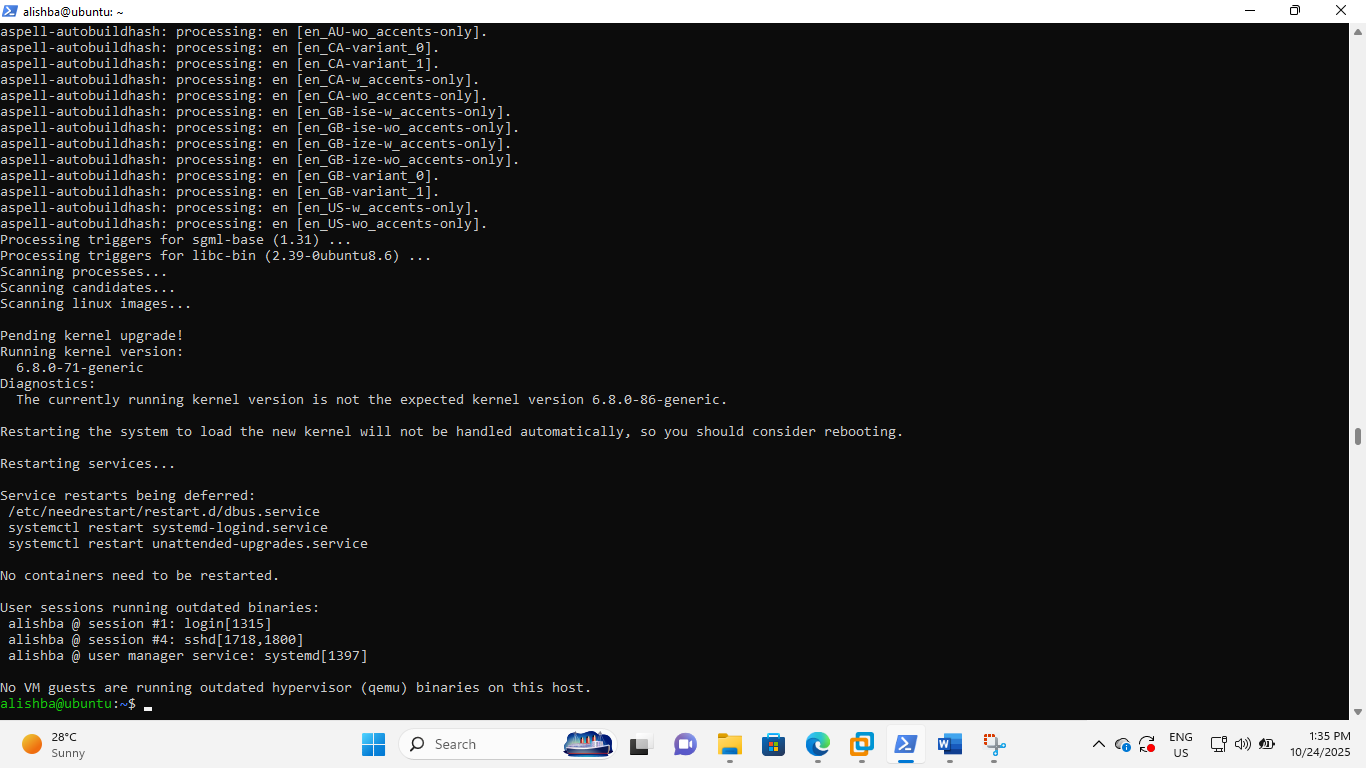 alishba@ubuntu: ~
aspell-autobuildhash: processing: en [en_AU-wo_accents-only].
aspell-autobuildhash: processing: en [en_CA-variant_0].
aspell-autobuildhash: processing: en [en_CA-variant_1].
aspell-autobuildhash: processing: en [en_CA-w_accents-only].
aspell-autobuildhash: processing: en [en_CA-wo_accents-only].
aspell-autobuildhash: processing: en [en_GB-ise-w_accents-only].
aspell-autobuildhash: processing: en [en_GB-ise-wo_accents-only].
aspell-autobuildhash: processing: en [en_GB-ize-w_accents-only].
aspell-autobuildhash: processing: en [en_GB-ize-wo_accents-only].
aspell-autobuildhash: processing: en [en_GB-variant_0].
aspell-autobuildhash: processing: en [en_GB-variant_1].
aspell-autobuildhash: processing: en [en_US-w_accents-only].
aspell-autobuildhash: processing: en [en_US-wo_accents-only].
Processing triggers for sgml-base (1.31) ...
Processing triggers for libc-bin (2.39-0ubuntu8.6) ...
Scanning processes...
Scanning candidates...
Scanning linux images...
Pending kernel upgrade!
Running kernel version:
  6.8.0-71-generic
Diagnostics:
  The currently running kernel version is not the expected kernel version 6.8.0-86-generic.
Restarting the system to load the new kernel will not be handled automatically, so you should consider rebooting.
Restarting services...
Service restarts being deferred:
 /etc/needrestart/restart.d/dbus.service
 systemctl restart systemd-logind.service
 systemctl restart unattended-upgrades.service
No containers need to be restarted.
User sessions running outdated binaries:
 alishba @ session #1: login[1315]
 alishba @ session #4: sshd[1718,1800]
 alishba @ user manager service: systemd[1397]
No VM guests are running outdated hypervisor (qemu) binaries on this host.
alishba@ubuntu:~$
28°C
Sunny
Search
ENG
US
1:35 PM
10/24/2025